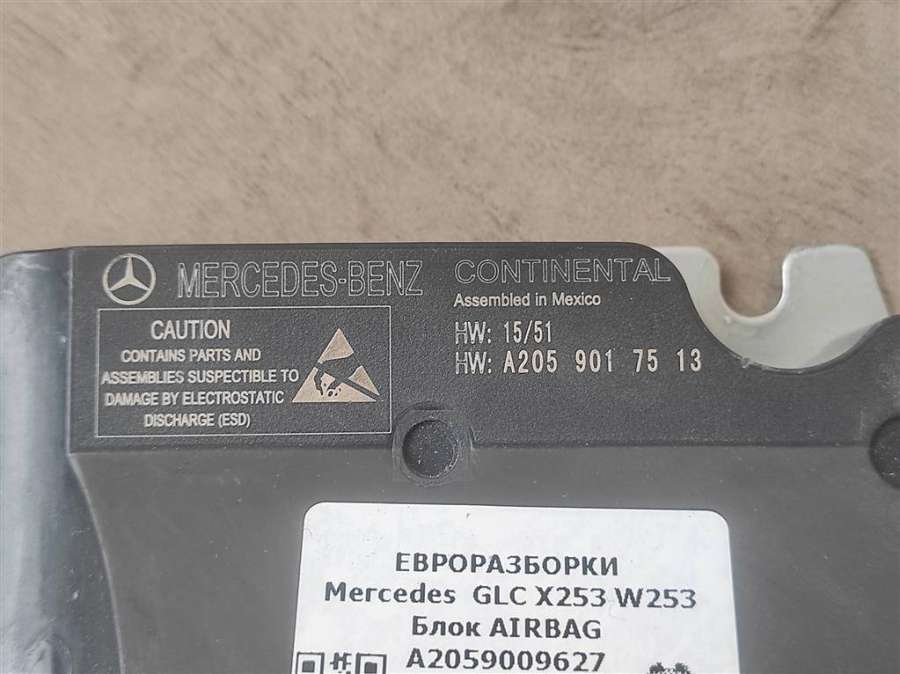 MERCEDES-BENZ
CONTINENTAL
Assembled in Mexico
HW: 15/51
HW: A205 901 75 13
CAUTION
CONTAINS PARTS AND
ASSEMBLIES SUSPECTIBLE TO
DAMAGE BY ELECTROSTATIC
DISCHARGE (ESD)
ЕВРОРАЗБОРКИ
Mercedes GLC X253 W253
Блок AIRBAG
A2059009627